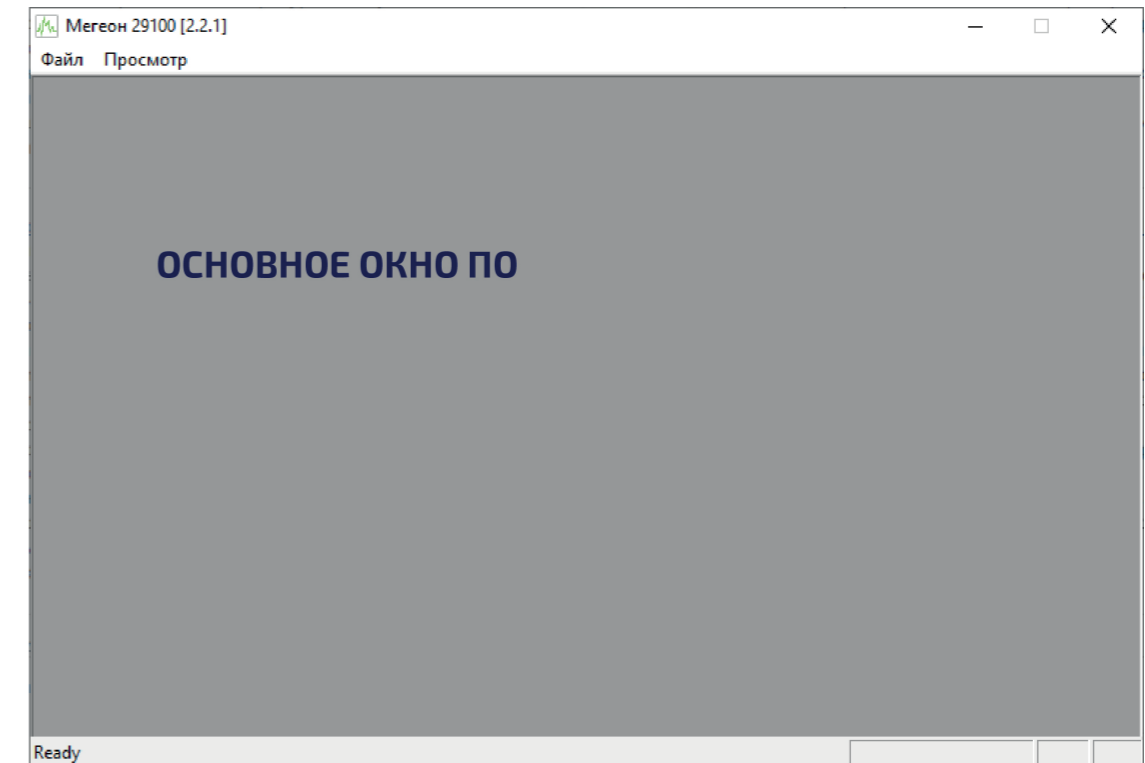 Мегеон 29100 [2.2.1]
Файл Просмотр
ОСНОВНОЕ ОКНО ПО
Ready